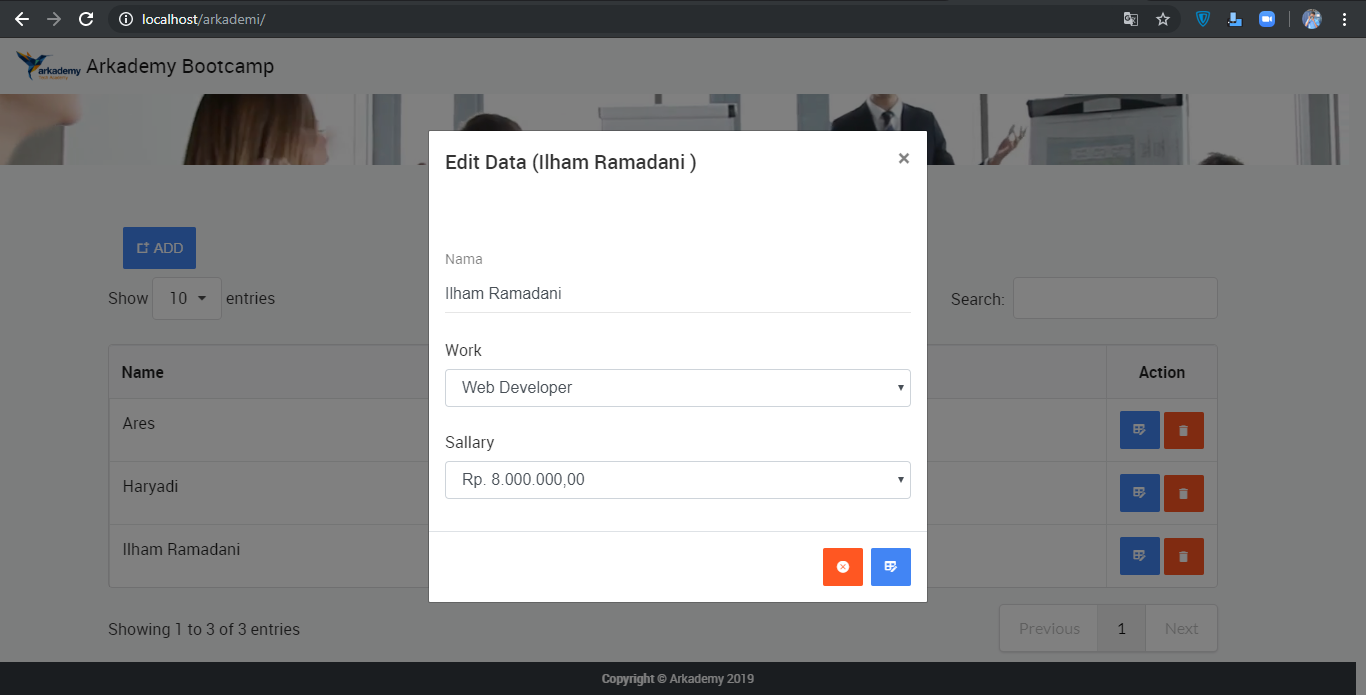 localhost/arkademi/
arkademy Arkademy Bootcamp
Edit Data (Ilham Ramadani )
×
ADD
Show 10 entries
Search:
Nama
Ilham Ramadani
Work
Web Developer
Sallary
Rp. 8.000.000,00
Name
Action
Ares
Haryadi
Ilham Ramadani
Showing 1 to 3 of 3 entries
Previous 1 Next
Copyright © Arkademy 2019